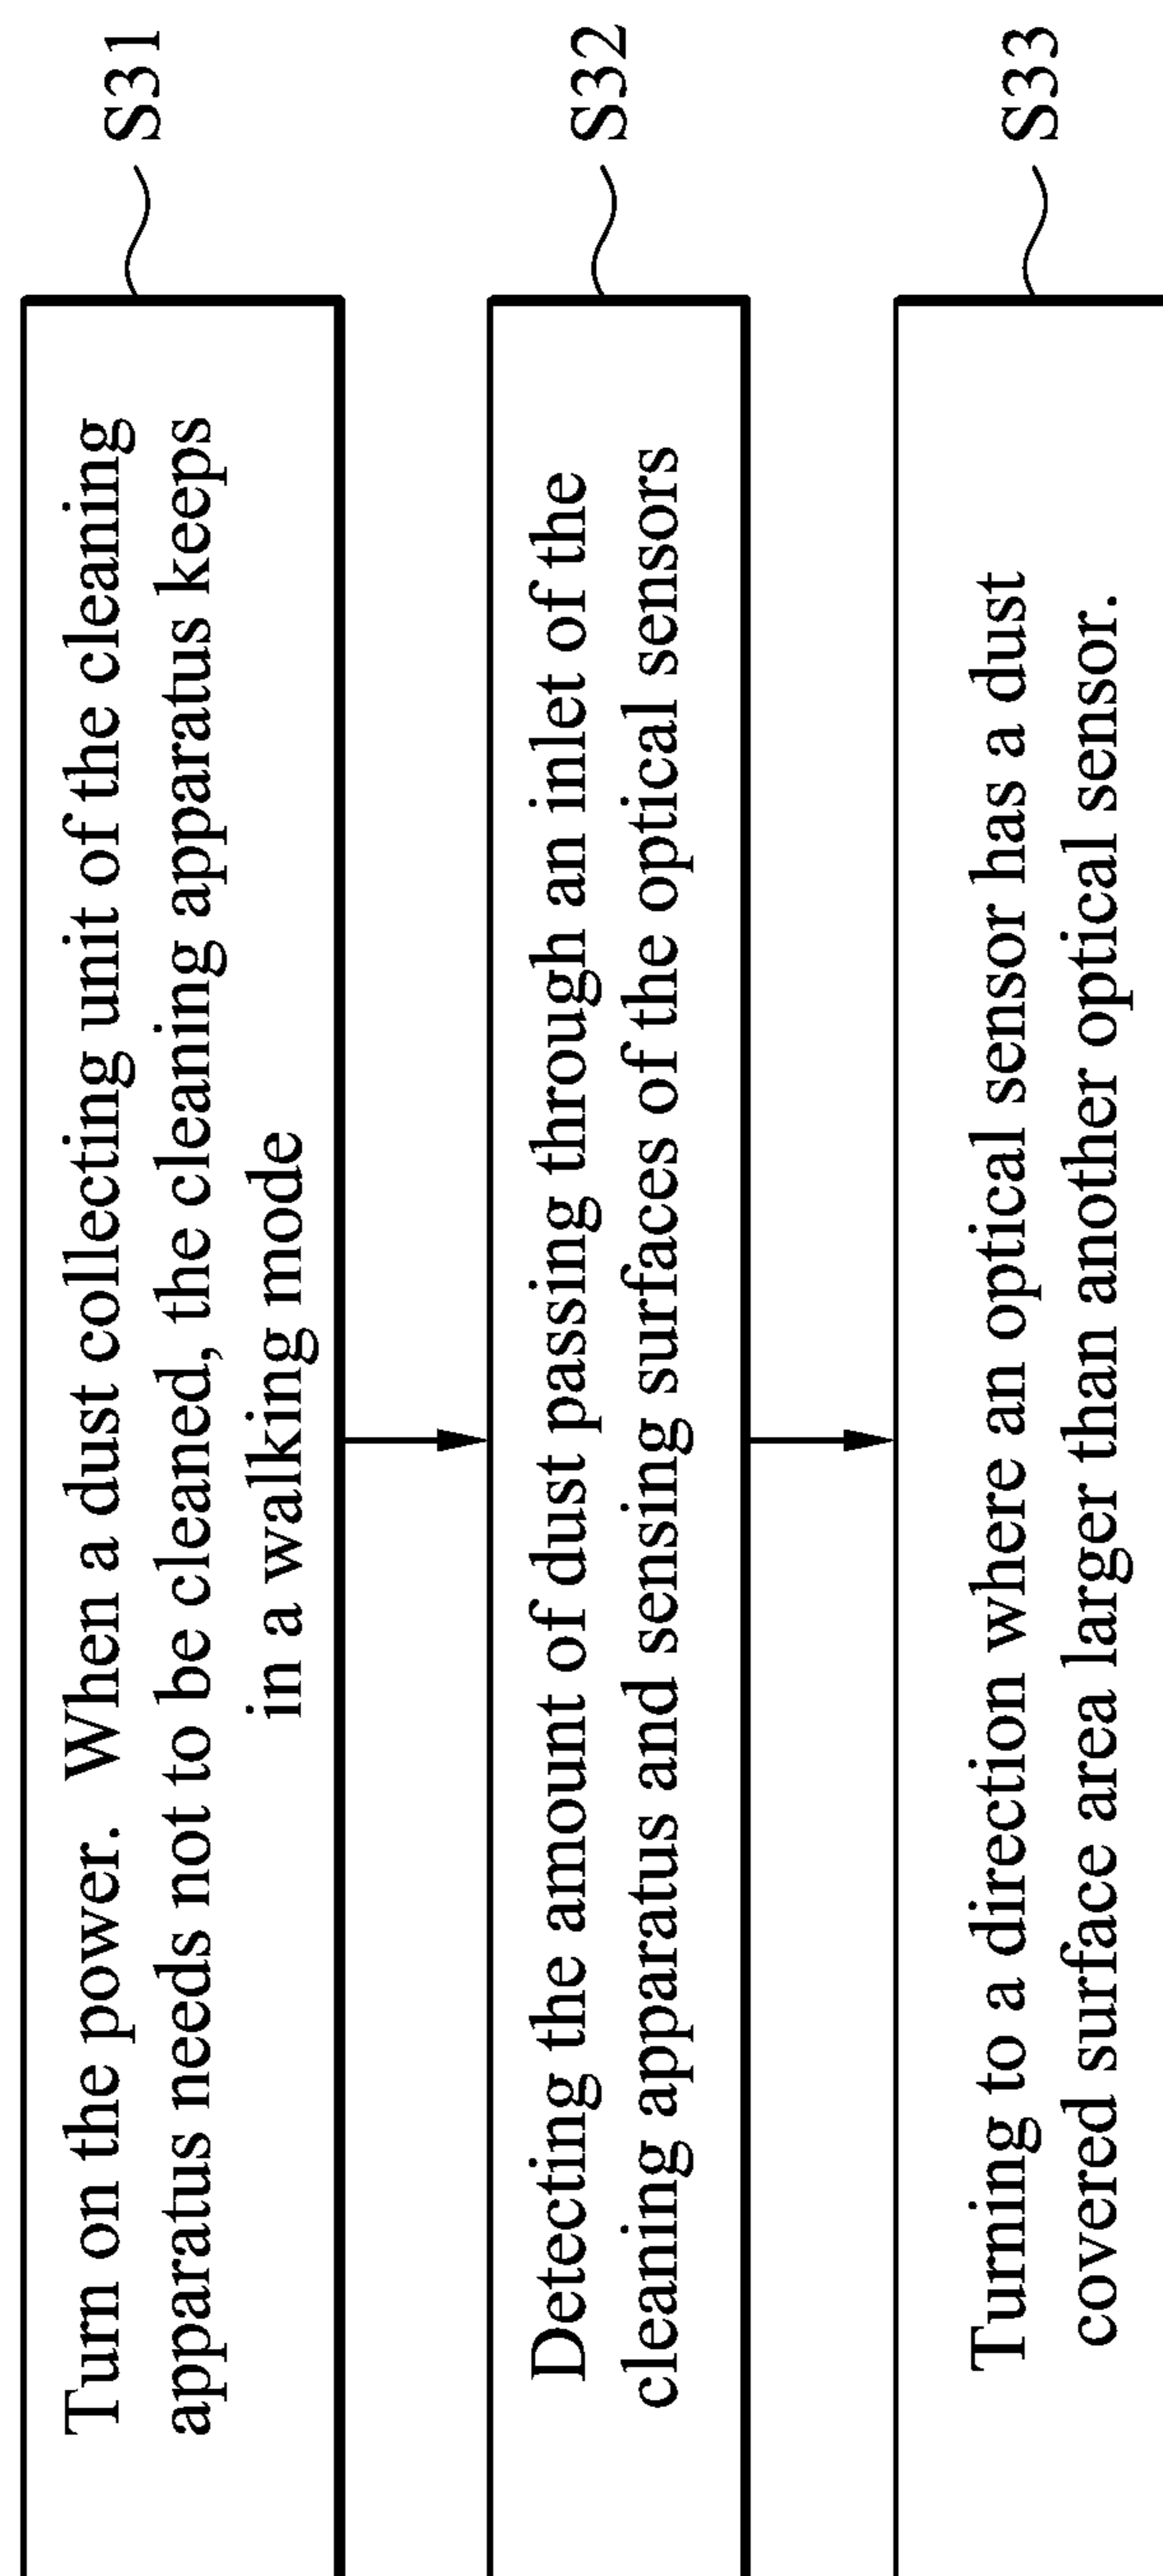 Turn on the power. When a dust collecting unit of the cleaning
apparatus needs not to be cleaned, the cleaning apparatus keeps
in a walking mode
S31
Detecting the amount of dust passing through an inlet of the
cleaning apparatus and sensing surfaces of the optical sensors
S32
Turning to a direction where an optical sensor has a dust
covered surface area larger than another optical sensor.
S33